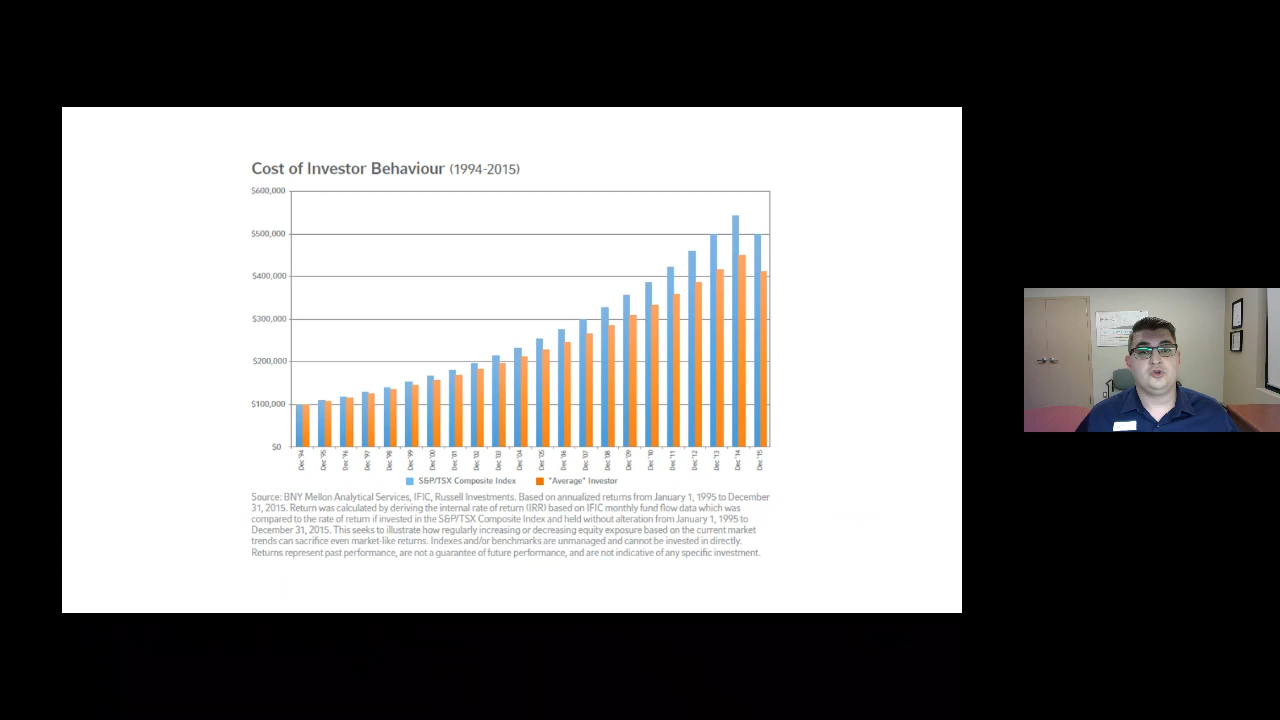 Cost of Investor Behaviour (1994-2015)
$600,000
$500,000
$400,000
$300,000
$200,000
$100,000
$0
Dec '94
Dec '95
Dec '96
Dec '97
Dec '98
Dec '99
Dec '00
Dec '01
Dec '02
Dec '03
Dec '04
Dec '05
Dec '06
Dec '07
Dec '08
Dec '09
Dec '10
Dec '11
Dec '12
Dec '13
Dec '14
Dec '15
S&P/TSX Composite Index
"Average" Investor
Source: BNY Mellon Analytical Services, IFIC, Russell Investments. Based on annualized returns from January 1, 1995 to December
31, 2015. Return was calculated by deriving the internal rate of return (IRR) based on IFIC monthly fund flow data which was
compared to the rate of return if invested in the S&P/TSX Composite Index and held without alteration from January 1, 1995 to
December 31, 2015. This seeks to illustrate how regularly increasing or decreasing equity exposure based on the current market
trends can sacrifice even market-like returns. Indexes and/or benchmarks are unmanaged and cannot be invested in directly.
Returns represent past performance, are not a guarantee of future performance, and are not indicative of any specific investment.